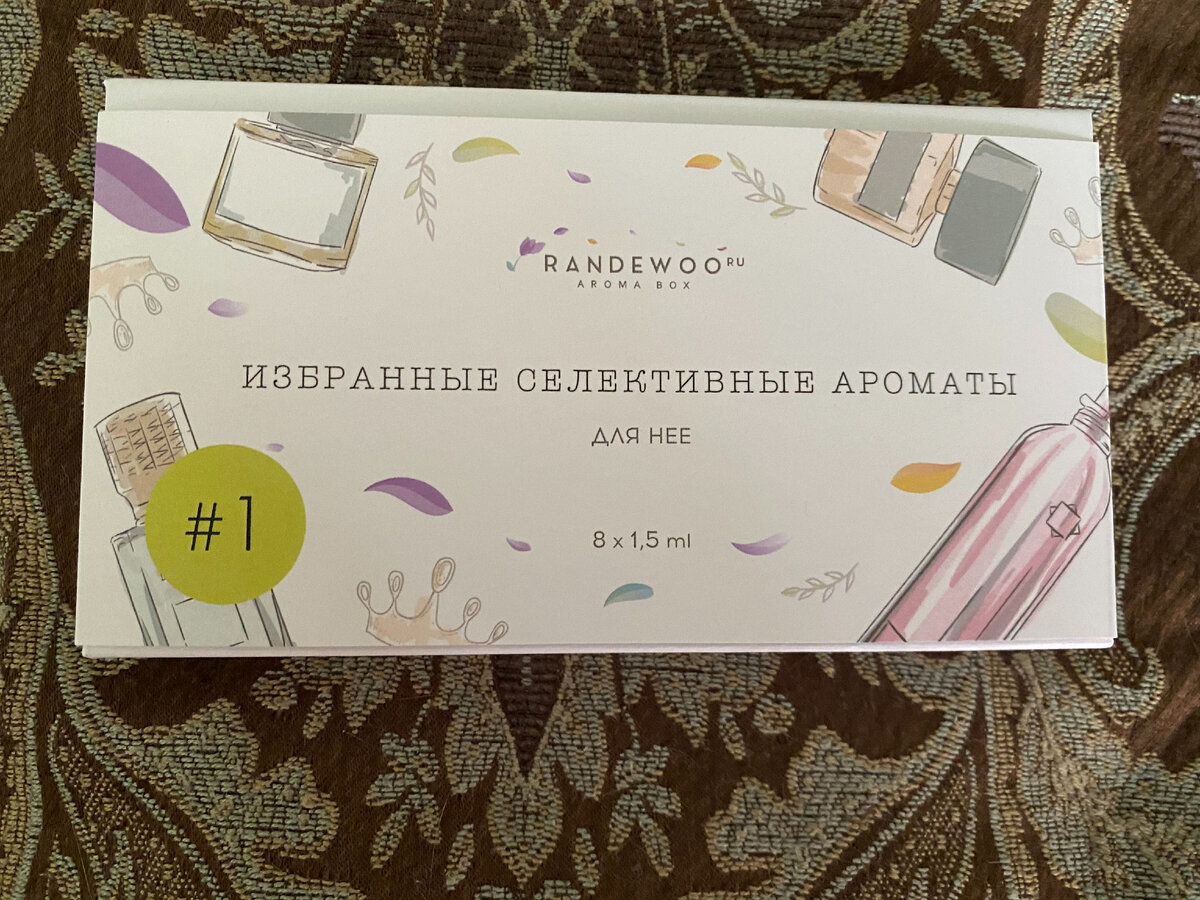 RANDEWOO RU
AROMA BOX
ИЗБРАННЫЕ СЕЛЕКТИВНЫЕ АРОМАТЫ
ДЛЯ НЕЕ
#1
8 x 1,5 ml